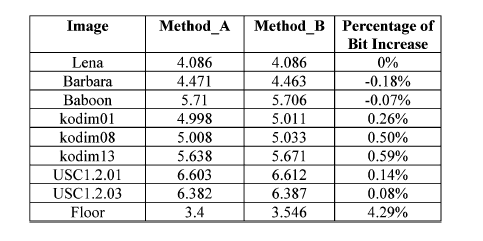 Image Method_A Method_B Percentage of
Bit Increase
Lena 4.086 4.086 0%
Barbara 4.471 4.463 -0.18%
Baboon 5.71 5.706 -0.07%
kodim01 4.998 5.011 0.26%
kodim08 5.008 5.033 0.50%
kodim13 5.638 5.671 0.59%
USC1.2.01 6.603 6.612 0.14%
USC1.2.03 6.382 6.387 0.08%
Floor 3.4 3.546 4.29%